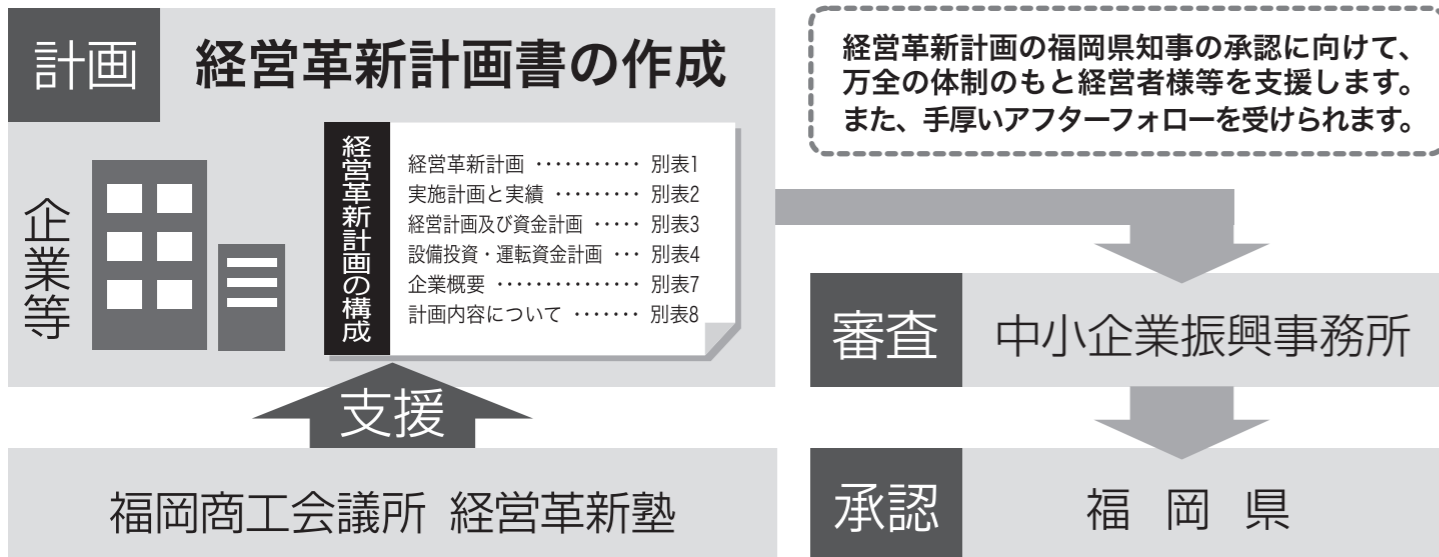 計画 経営革新計画書の作成
企業等
経営革新計画の構成
経営革新計画 ··········· 別表1
実施計画と実績 ········· 別表2
経営計画及び資金計画 ····· 別表3
設備投資・運転資金計画 ··· 別表4
企業概要 ··············· 別表7
計画内容について ······· 別表8
支援
福岡商工会議所 経営革新塾
経営革新計画の福岡県知事の承認に向けて、
万全の体制のもと経営者様等を支援します。
また、手厚いアフターフォローを受けられます。
審査 中小企業振興事務所
承認 福岡県